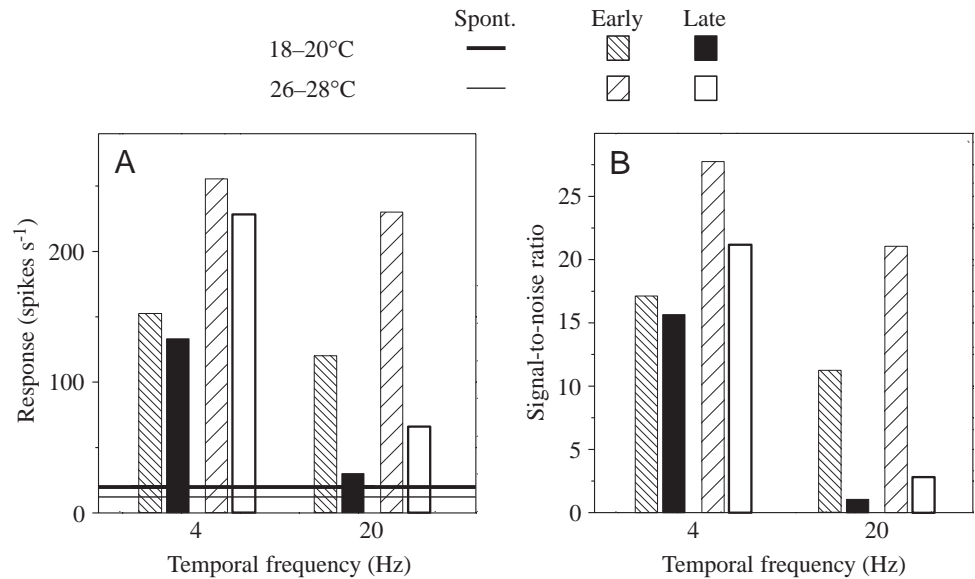 Spont. Early Late
18–20°C
26–28°C
A
Response (spikes s⁻¹)
200
100
0
4 20
Temporal frequency (Hz)
B
Signal-to-noise ratio
25
20
15
10
5
0
4 20
Temporal frequency (Hz)